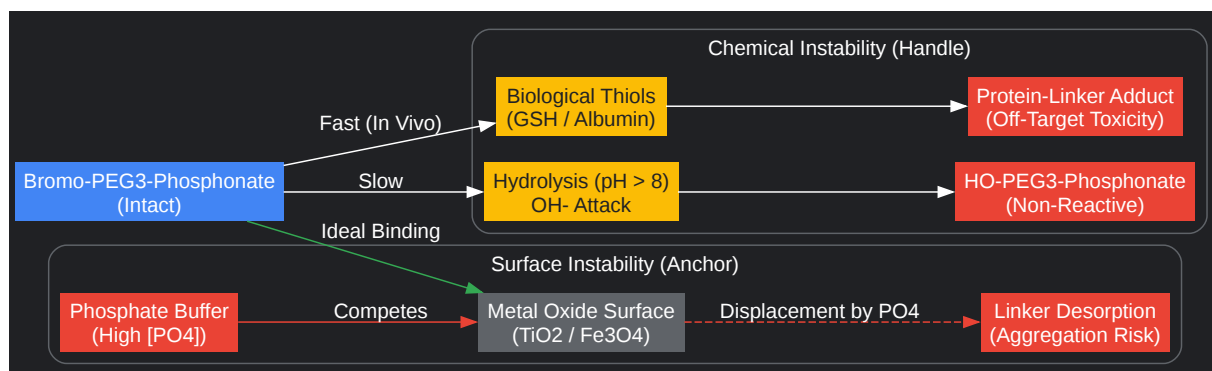 Chemical Instability (Handle)
Biological Thiols
(GSH / Albumin)
Protein-Linker Adduct
(Off-Target Toxicity)
Fast (In Vivo)
Bromo-PEG3-Phosphonate
(Intact)
Slow
Hydrolysis (pH > 8)
OH- Attack
HO-PEG3-Phosphonate
(Non-Reactive)
Ideal Binding
Surface Instability (Anchor)
Phosphate Buffer
(High [PO4])
Competes
Metal Oxide Surface
(TiO2 / Fe3O4)
Displacement by PO4
Linker Desorption
(Aggregation Risk)